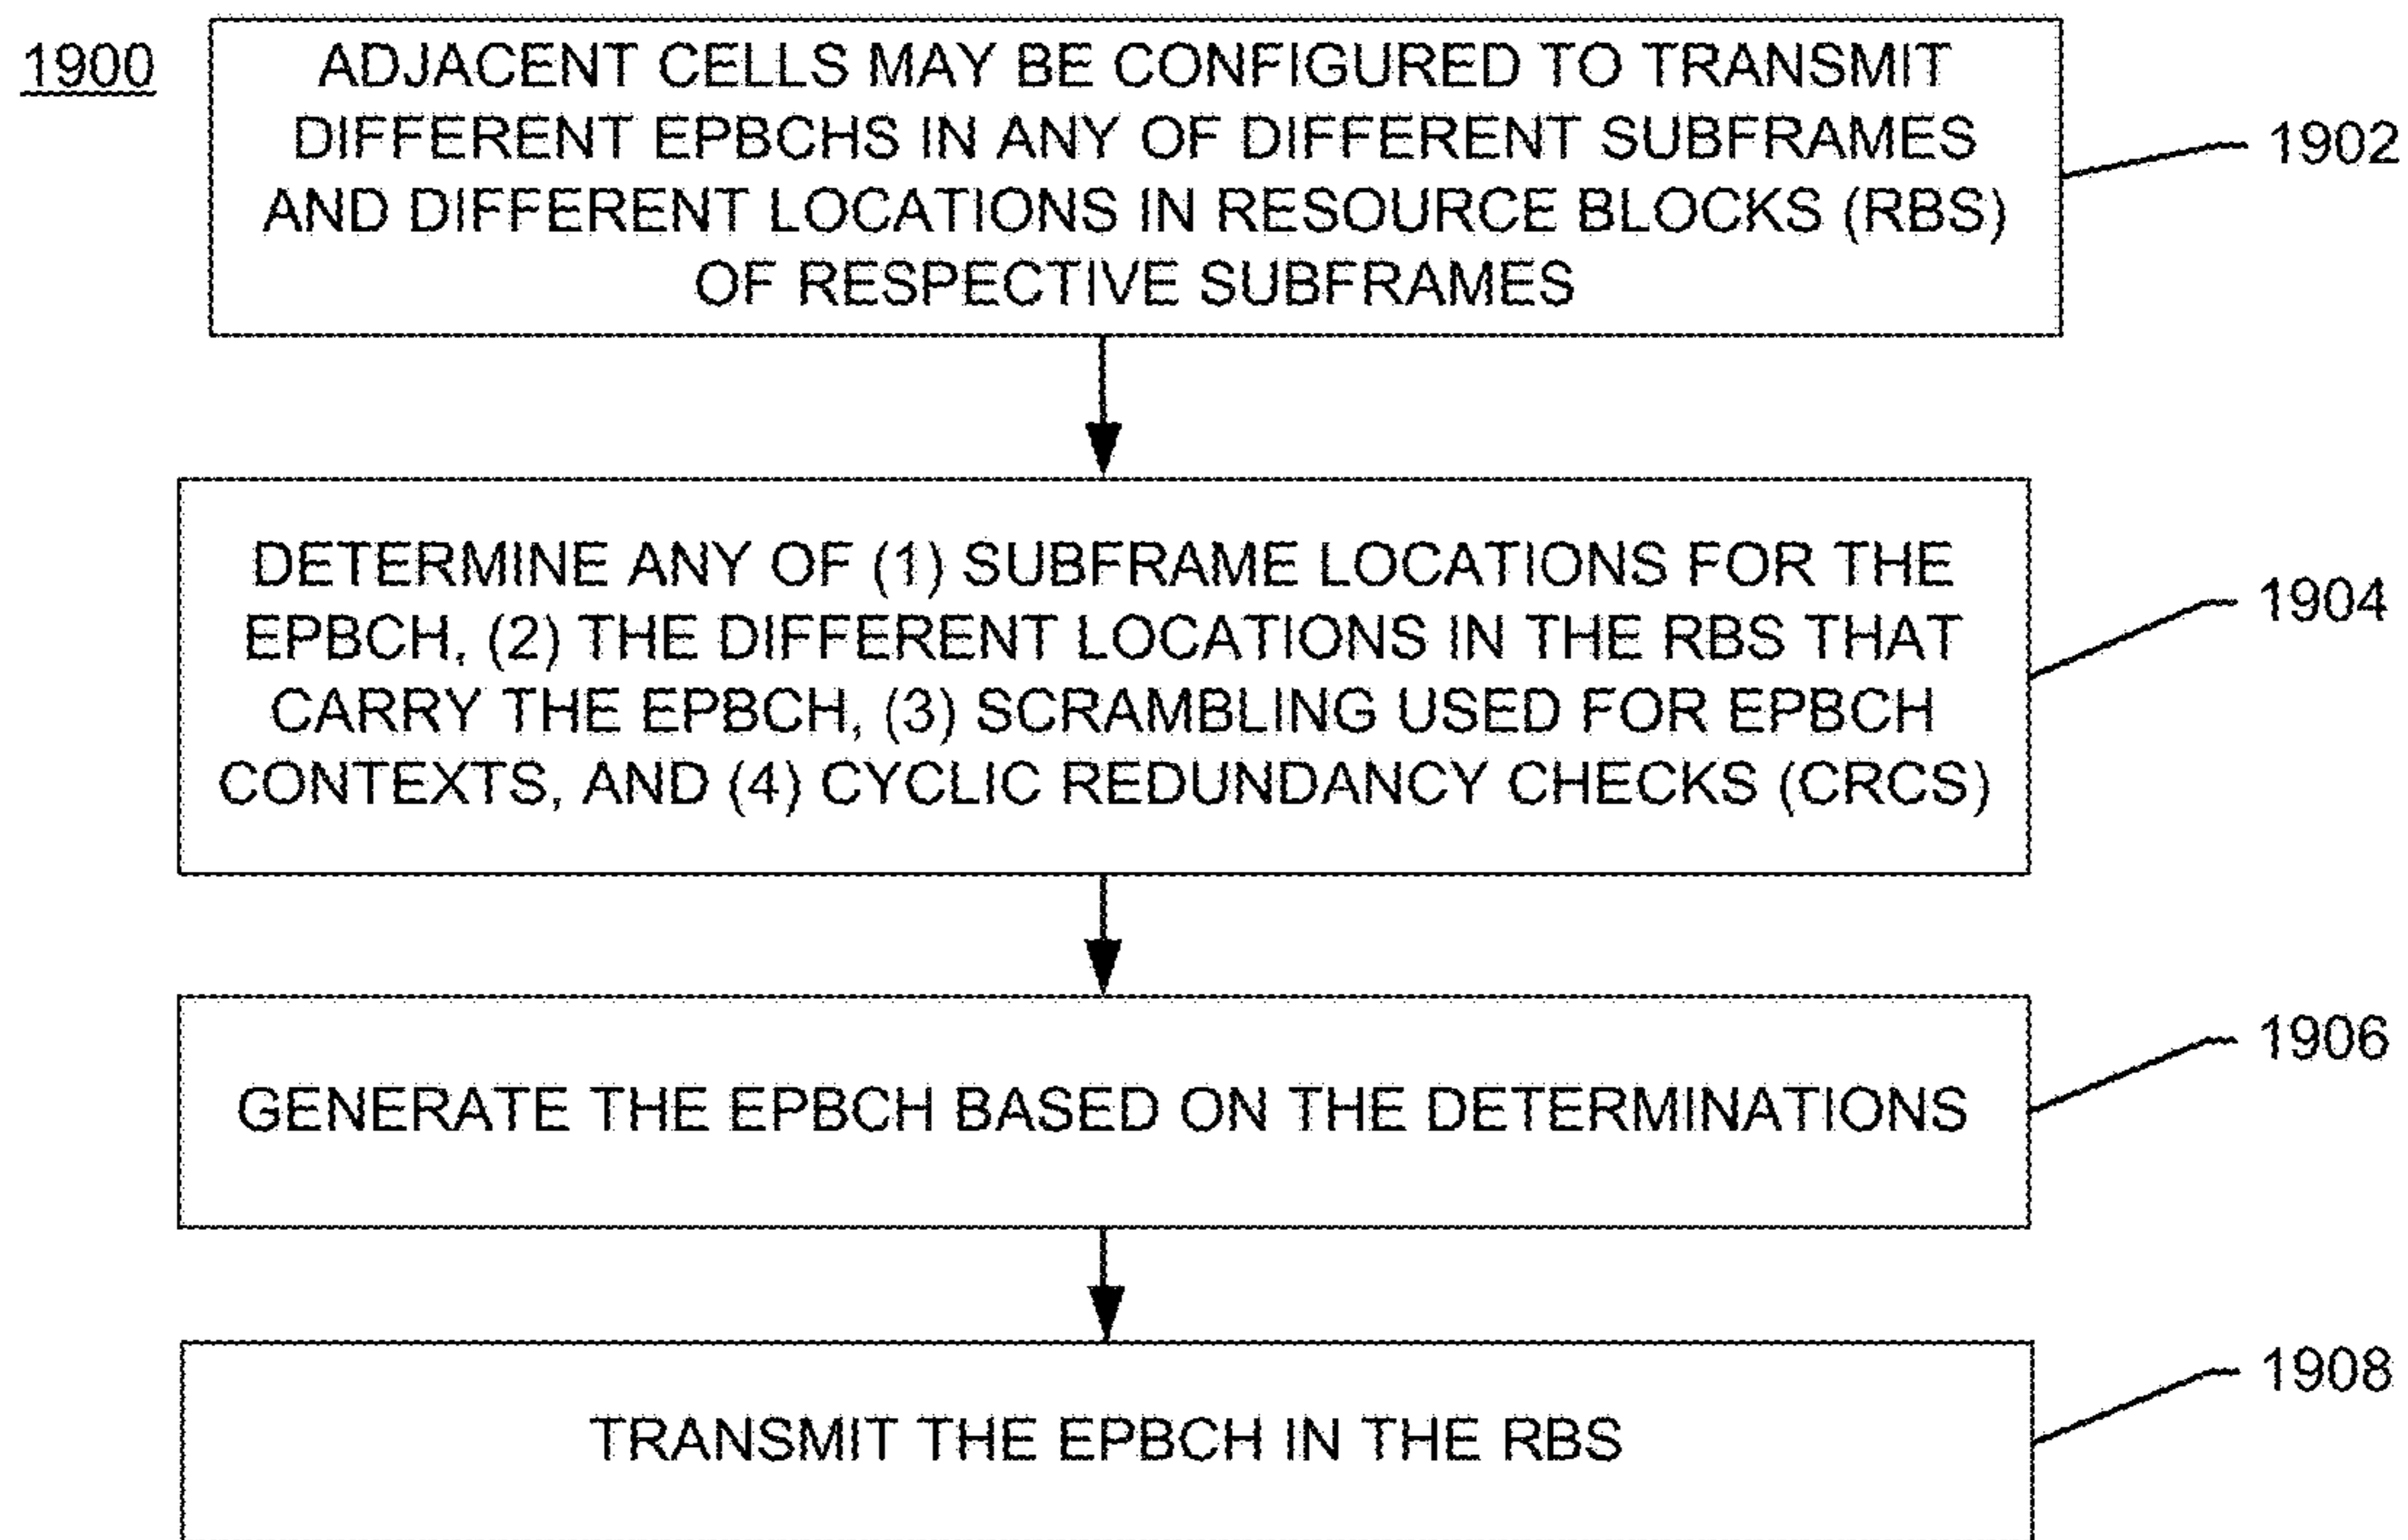 1900
ADJACENT CELLS MAY BE CONFIGURED TO TRANSMIT
DIFFERENT EPBCHS IN ANY OF DIFFERENT SUBFRAMES
AND DIFFERENT LOCATIONS IN RESOURCE BLOCKS (RBS)
OF RESPECTIVE SUBFRAMES
1902
DETERMINE ANY OF (1) SUBFRAME LOCATIONS FOR THE
EPBCH, (2) THE DIFFERENT LOCATIONS IN THE RBS THAT
CARRY THE EPBCH, (3) SCRAMBLING USED FOR EPBCH
CONTEXTS, AND (4) CYCLIC REDUNDANCY CHECKS (CRCS)
1904
GENERATE THE EPBCH BASED ON THE DETERMINATIONS
1906
TRANSMIT THE EPBCH IN THE RBS
1908